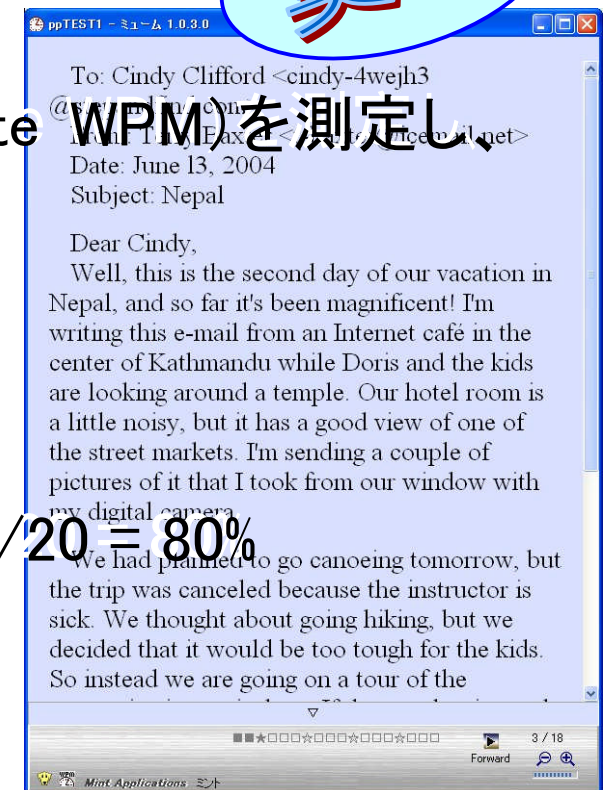 ppTEST1 - ミューム 1.0.3.0
To: Cindy Clifford <cindy-4wejh3
te WPM)を測定し、
Date: June 13, 2004
Subject: Nepal
Dear Cindy,
Well, this is the second day of our vacation in
Nepal, and so far it's been magnificent! I'm
writing this e-mail from an Internet café in the
center of Kathmandu while Doris and the kids
are looking around a temple. Our hotel room is
a little noisy, but it has a good view of one of
the street markets. I'm sending a couple of
pictures of it that I took from our window with
my digital camera.
/20 = 80%
We had planned to go canoeing tomorrow, but
the trip was canceled because the instructor is
sick. We thought about going hiking, but we
decided that it would be too tough for the kids.
So instead we are going on a tour of the
3 / 18
Forward
Mint Applications ミント